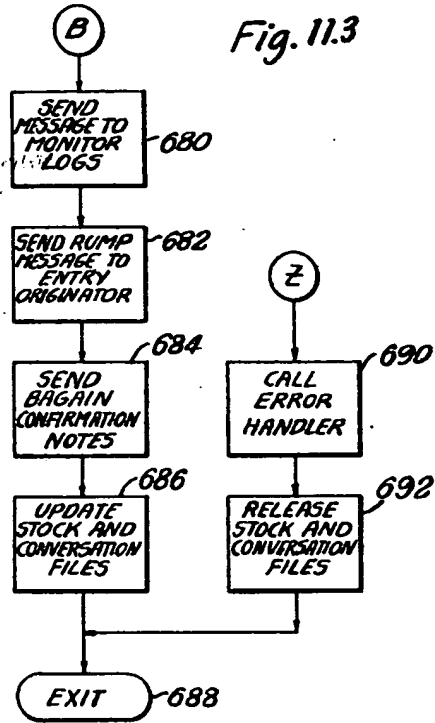 B
Fig. 11.3
SEND
MESSAGE TO
MONITOR
LOGS
680
SEND RUMP
MESSAGE TO
ENTRY
ORIGINATOR
682
SEND
BAGAIN
CONFIRMATION
NOTES
684
UPDATE
STOCK AND
CONVERSATION
FILES
686
Z
CALL
ERROR
HANDLER
690
RELEASE
STOCK AND
CONVERSATION
FILES
692
EXIT
688